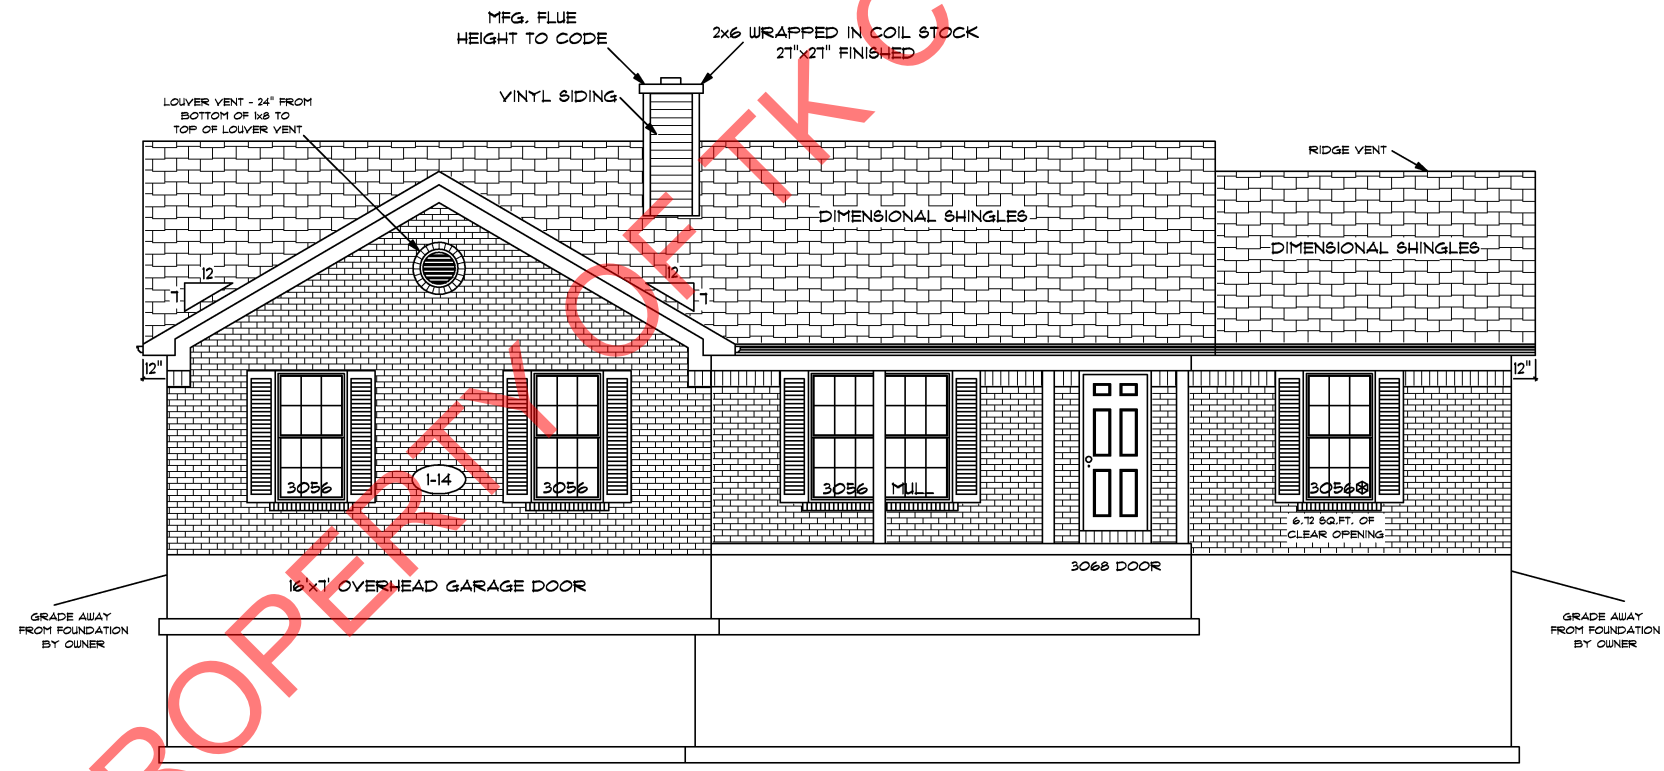 MFG. FLUE
HEIGHT TO CODE
2x6 WRAPPED IN COIL STOCK
27"x27" FINISHED
VINYL SIDING
LOUVER VENT - 24" FROM
BOTTOM OF 1x8 TO
TOP OF LOUVER VENT
RIDGE VENT
DIMENSIONAL SHINGLES
DIMENSIONAL SHINGLES
12
7
12
7
12"
12"
3056
1-14
3056
3056
MULL
3056
6.72 SQ.FT. OF
CLEAR OPENING
3068 DOOR
16'x7' OVERHEAD GARAGE DOOR
GRADE AWAY
FROM FOUNDATION
BY OWNER
GRADE AWAY
FROM FOUNDATION
BY OWNER
ROPERTY OF TK C